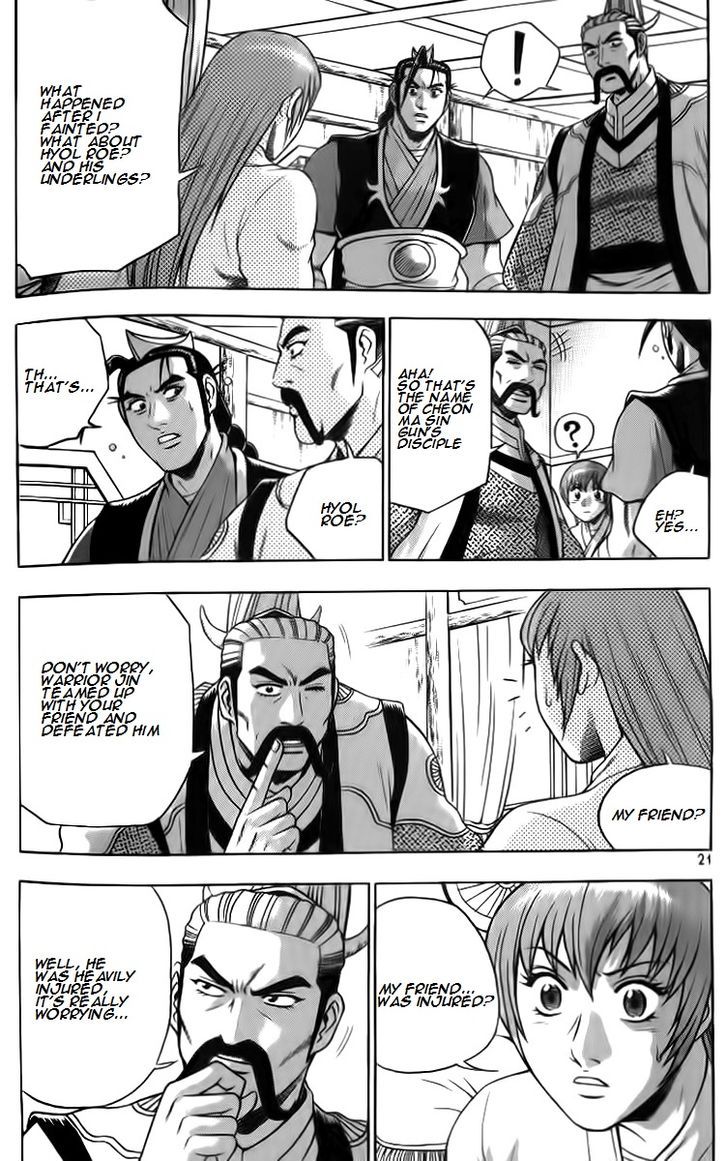 WHAT
HAPPENED
AFTER I
FAINTED?
WHAT ABOUT
HYOL ROE?
AND HIS
UNDERLINGS?
!
TH...
THAT'S...
HYOL
ROE?
AHA!
SO THAT'S
THE NAME
OF CHEON
MA SIN
GUN'S
DISCIPLE
?
EH?
YES...
DON'T WORRY,
WARRIOR JIN
TEAMED UP
WITH YOUR
FRIEND AND
DEFEATED HIM
MY FRIEND?
21
WELL, HE
WAS HEAVILY
INJURED,
IT'S REALLY
WORRYING...
MY FRIEND...
WAS INJURED?